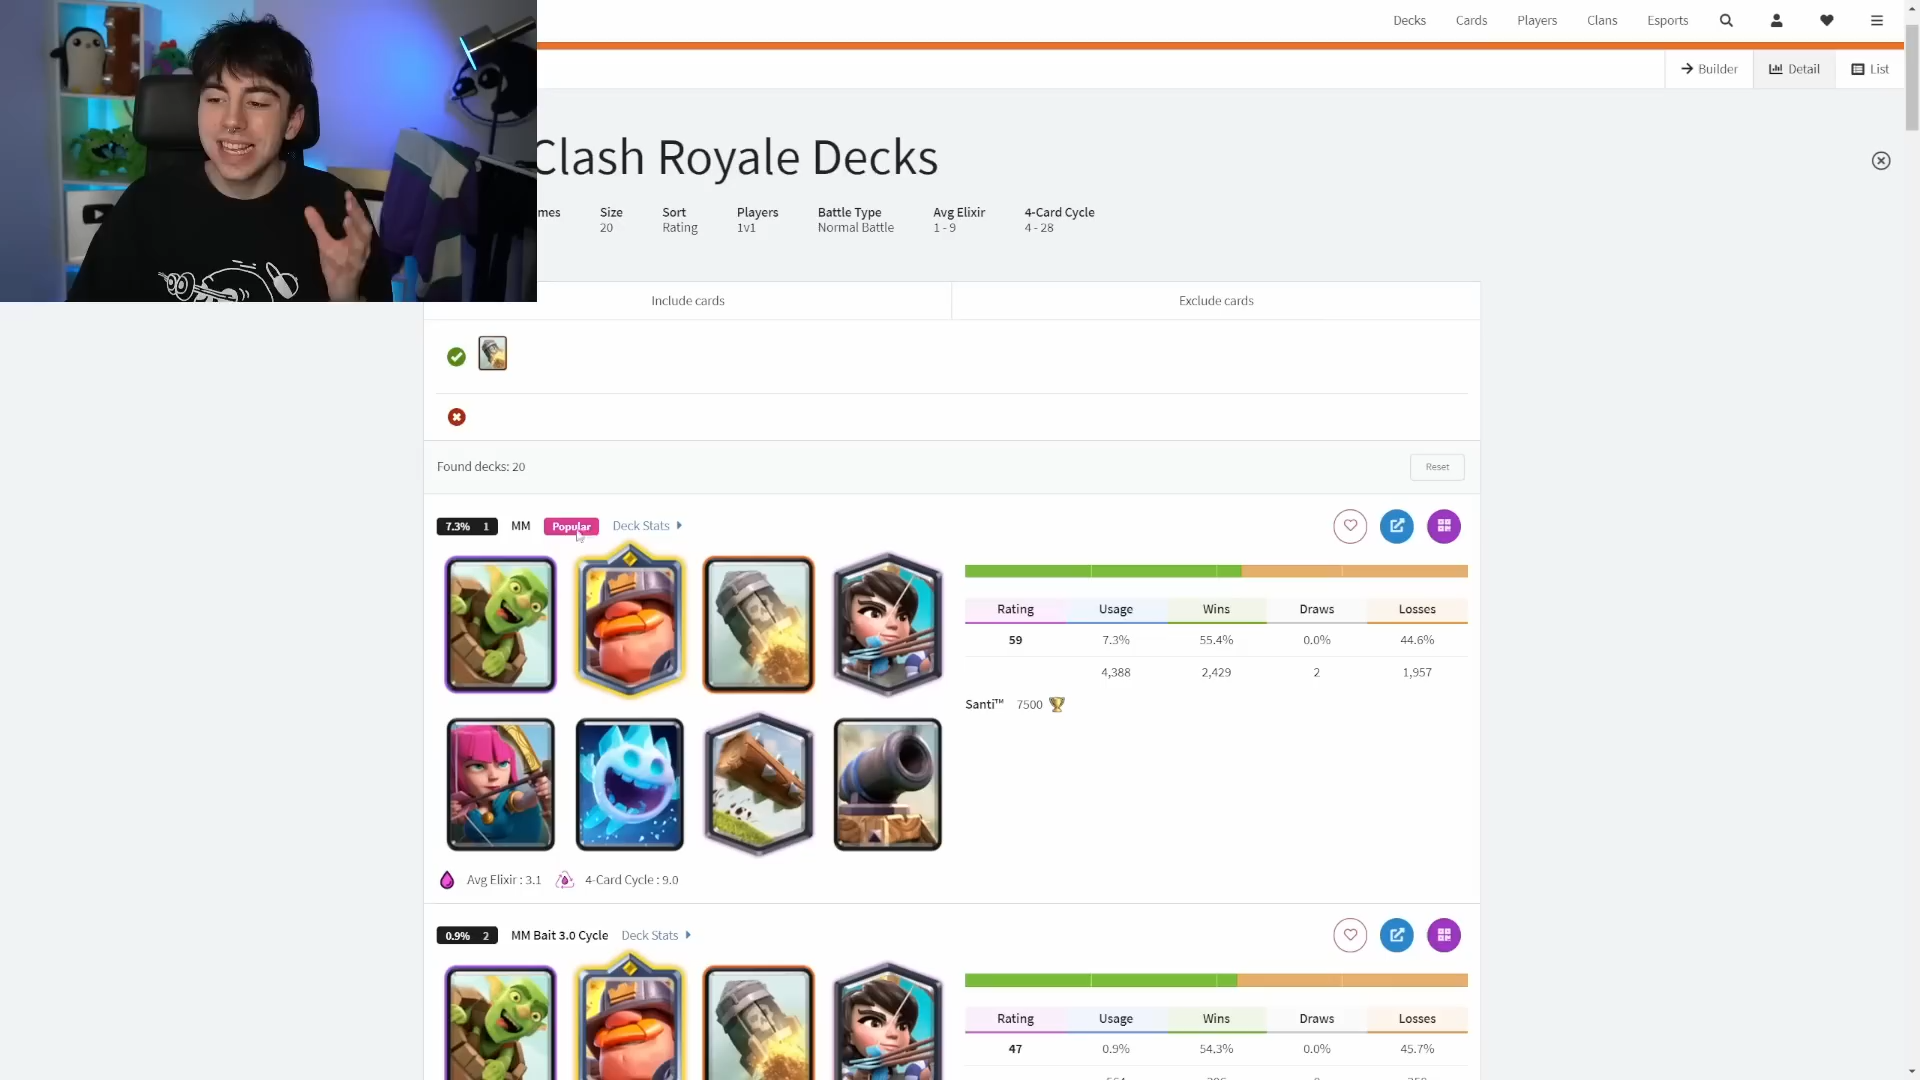 Decks Cards Players Clans Esports
Builder Detail List
Clash Royale Decks
Size Sort Players Battle Type Avg Elixir 4-Card Cycle
20 Rating 1v1 Normal Battle 1 - 9 4 - 28
Include cards Exclude cards
Found decks: 20 Reset
7.3% 1 MM Popular Deck Stats
Rating Usage Wins Draws Losses
59 7.3% 55.4% 0.0% 44.6%
4,388 2,429 2 1,957
Santi™ 7500
Avg Elixir : 3.1 4-Card Cycle : 9.0
0.9% 2 MM Bait 3.0 Cycle Deck Stats
Rating Usage Wins Draws Losses
47 0.9% 54.3% 0.0% 45.7%